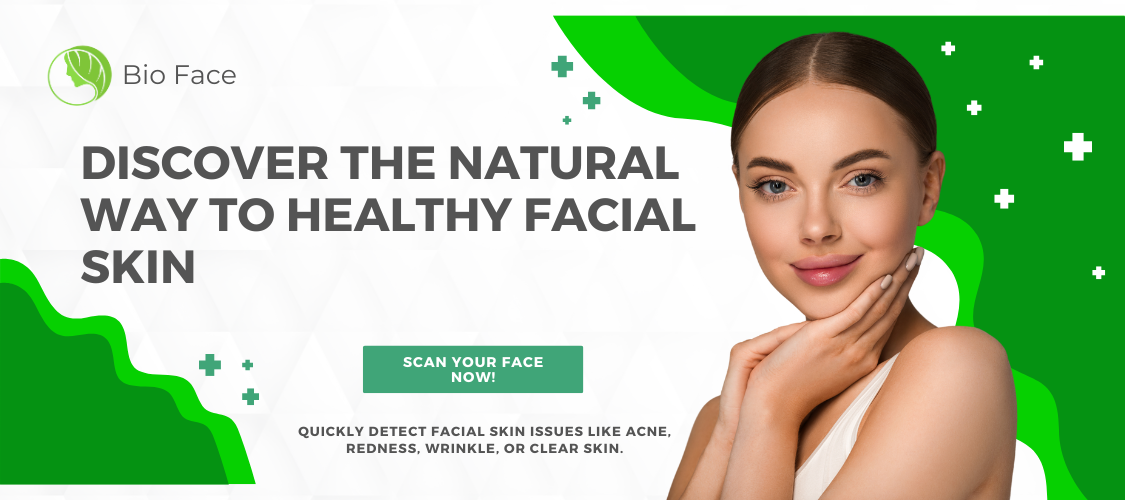 Bio Face
DISCOVER THE NATURAL
WAY TO HEALTHY FACIAL
SKIN
SCAN YOUR FACE
NOW!
QUICKLY DETECT FACIAL SKIN ISSUES LIKE ACNE,
REDNESS, WRINKLE, OR CLEAR SKIN.